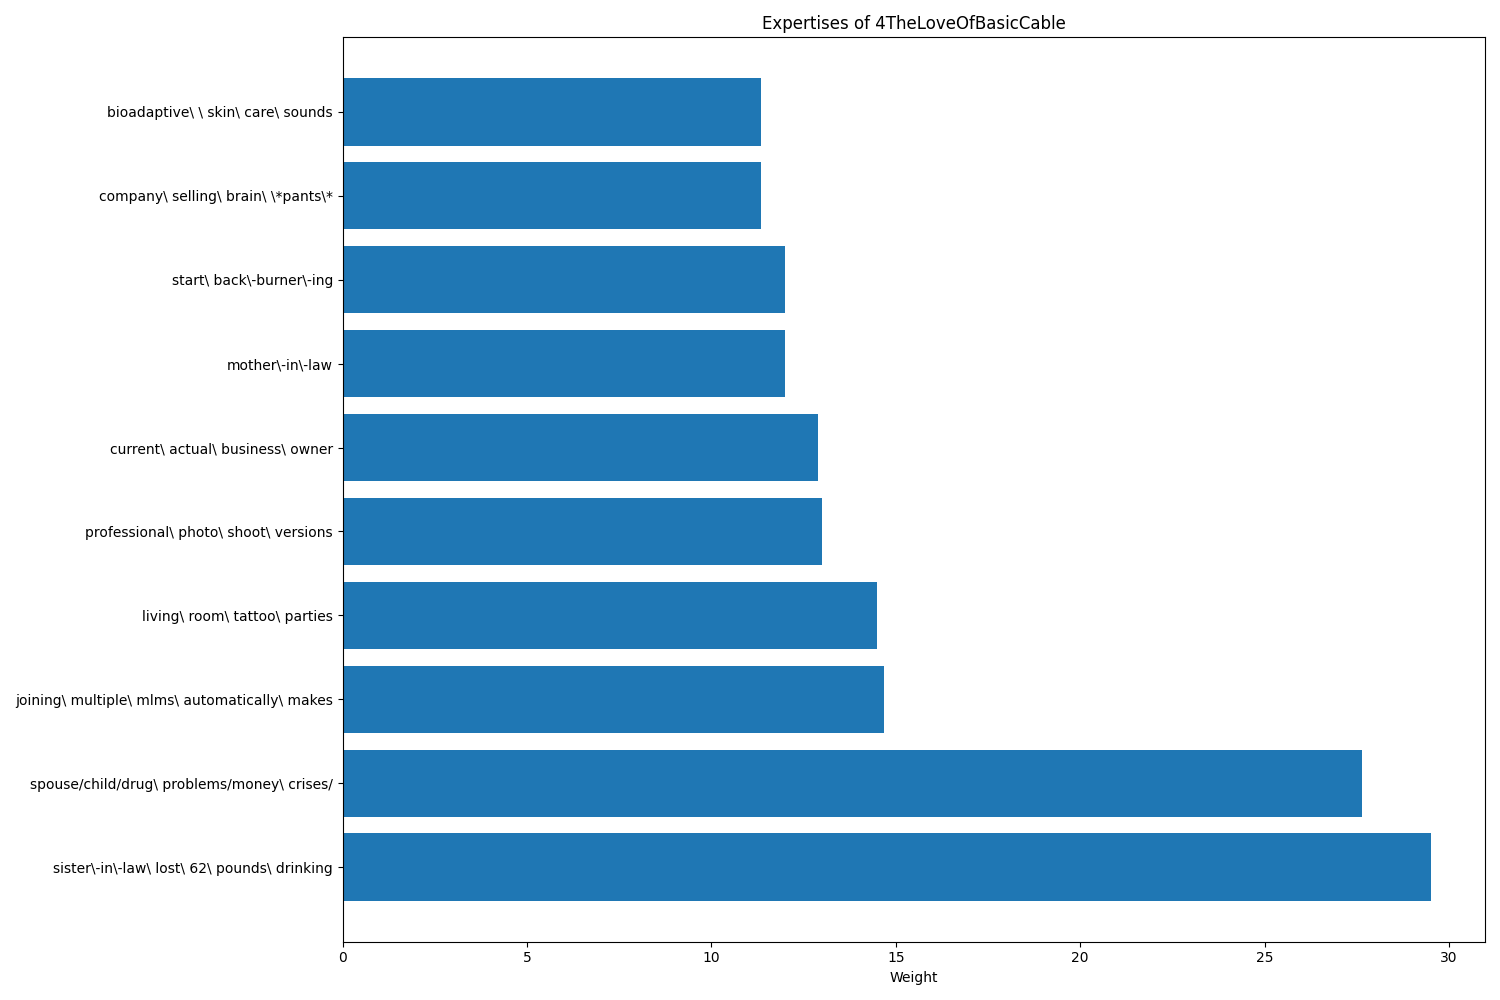 Expertises of 4TheLoveOfBasicCable
bioadaptive\ \ skin\ care\ sounds
company\ selling\ brain\ \*pants\*
start\ back\-burner\-ing
mother\-in\-law
current\ actual\ business\ owner
professional\ photo\ shoot\ versions
living\ room\ tattoo\ parties
joining\ multiple\ mlms\ automatically\ makes
spouse/child/drug\ problems/money\ crises/
sister\-in\-law\ lost\ 62\ pounds\ drinking
0 5 10 15 20 25 30
Weight